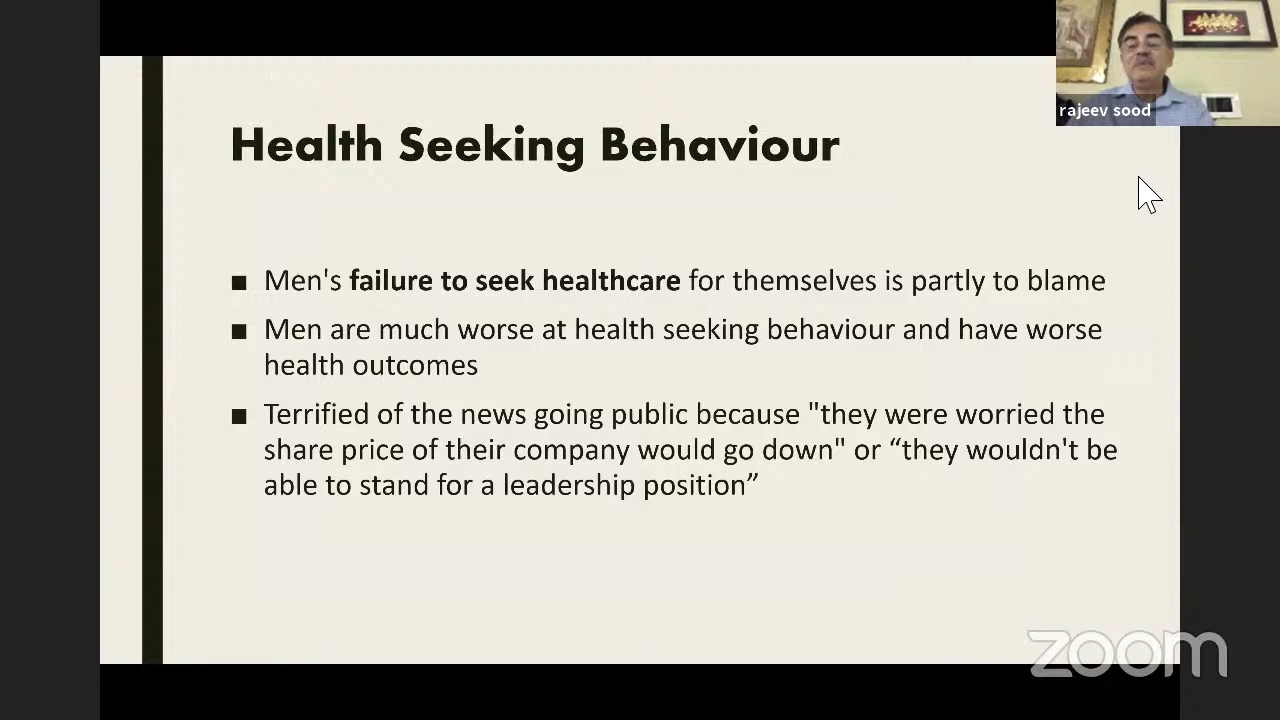 rajeev sood
Health Seeking Behaviour
■ Men's failure to seek healthcare for themselves is partly to blame
■ Men are much worse at health seeking behaviour and have worse
health outcomes
■ Terrified of the news going public because "they were worried the
share price of their company would go down" or “they wouldn't be
able to stand for a leadership position”
zoom